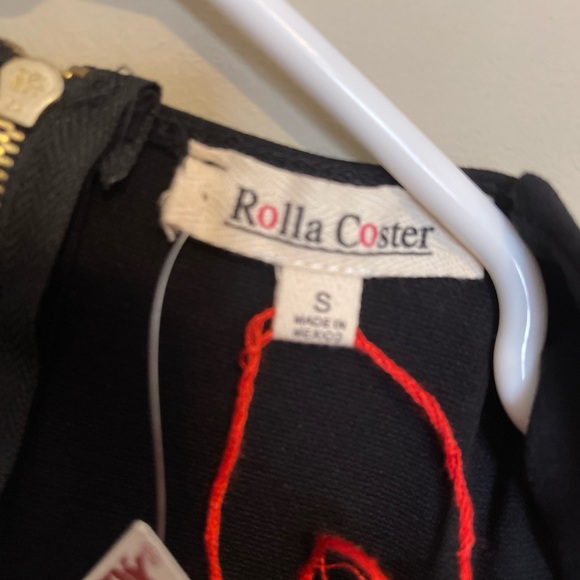 Rolla Coster
S
MADE IN
MEXICO